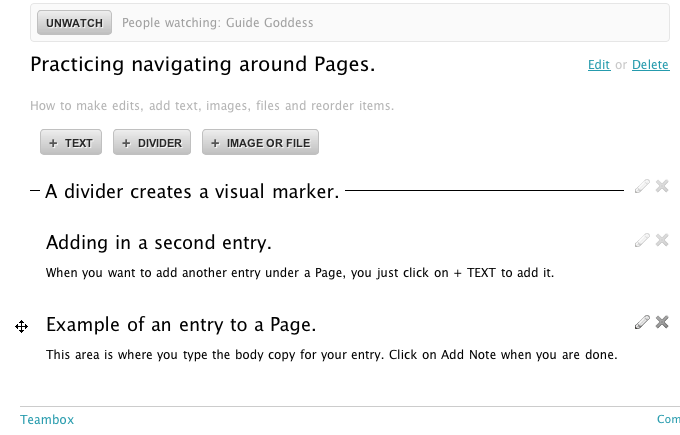 UNWATCH People watching: Guide Goddess
Practicing navigating around Pages. Edit or Delete
How to make edits, add text, images, files and reorder items.
+ TEXT + DIVIDER + IMAGE OR FILE
A divider creates a visual marker.
Adding in a second entry.
When you want to add another entry under a Page, you just click on + TEXT to add it.
Example of an entry to a Page.
This area is where you type the body copy for your entry. Click on Add Note when you are done.
Teambox Com